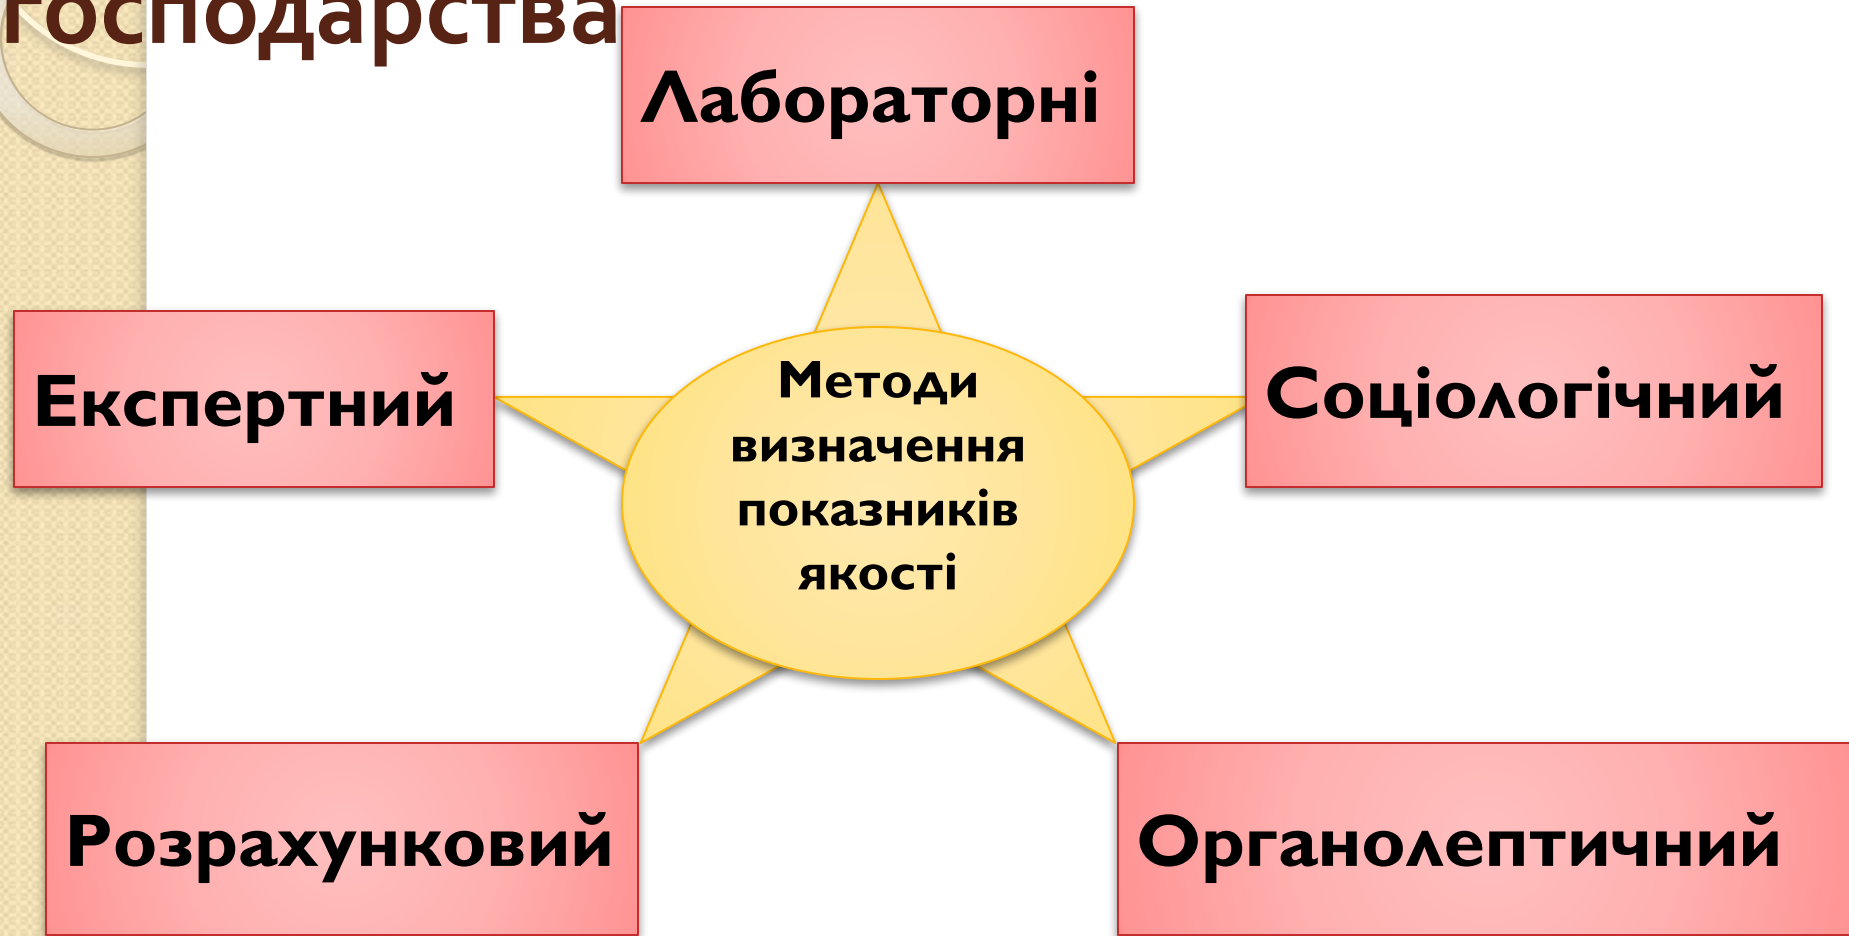 господарства
Лабораторні
Експертний
Соціологічний
Методи
визначення
показників
якості
Розрахунковий
Органолептичний